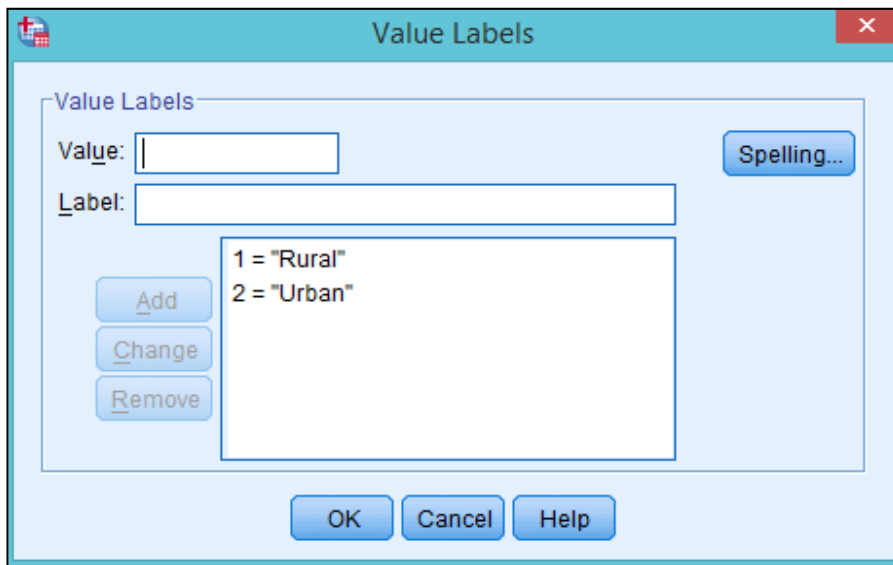 Value Labels
Value Labels
Value:
Spelling...
Label:
1 = "Rural"
2 = "Urban"
Add
Change
Remove
OK Cancel Help